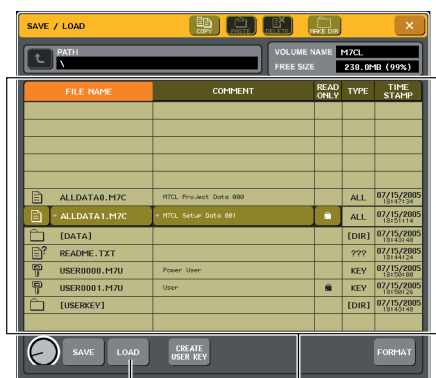 SAVE / LOAD
COPY PASTE DELETE MAKE DIR
PATH
\
VOLUME NAME M7CL
FREE SIZE 238.0MB (99%)
FILE NAME COMMENT READ ONLY TYPE TIME STAMP
ALLDATA0.M7C M7CL Project Data 000 ALL 07/15/2005 18:47:34
ALLDATA1.M7C M7CL Setup Data 001 ALL 07/15/2005 18:51:14
[DATA] [DIR] 07/15/2005 18:43:48
README.TXT ??? 07/15/2005 18:44:24
USER0000.M7U Power User KEY 07/15/2005 18:50:00
USER0001.M7U User KEY 07/15/2005 18:50:26
[USERKEY] [DIR] 07/15/2005 18:43:48
SAVE LOAD CREATE USER KEY FORMAT